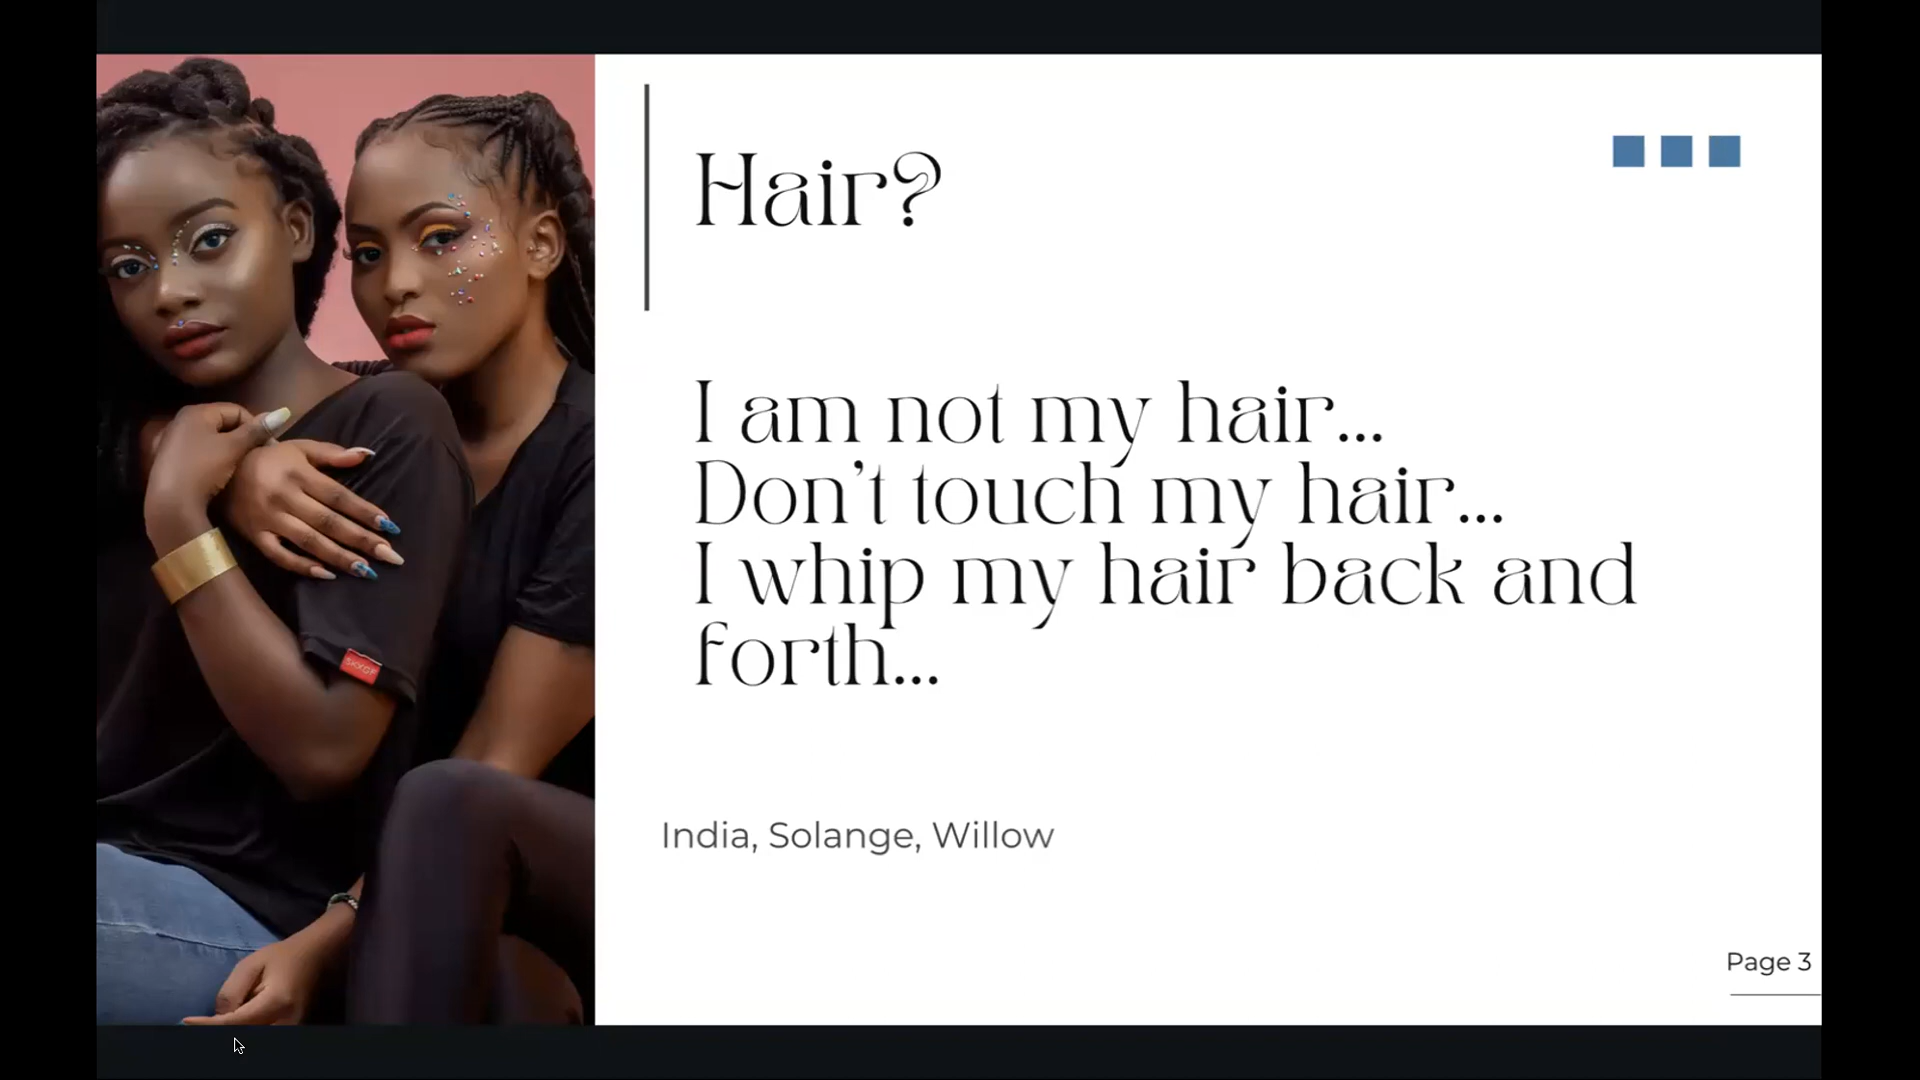 Hair?
I am not my hair...
Don't touch my hair...
I whip my hair back and
forth...
India, Solange, Willow
Page 3